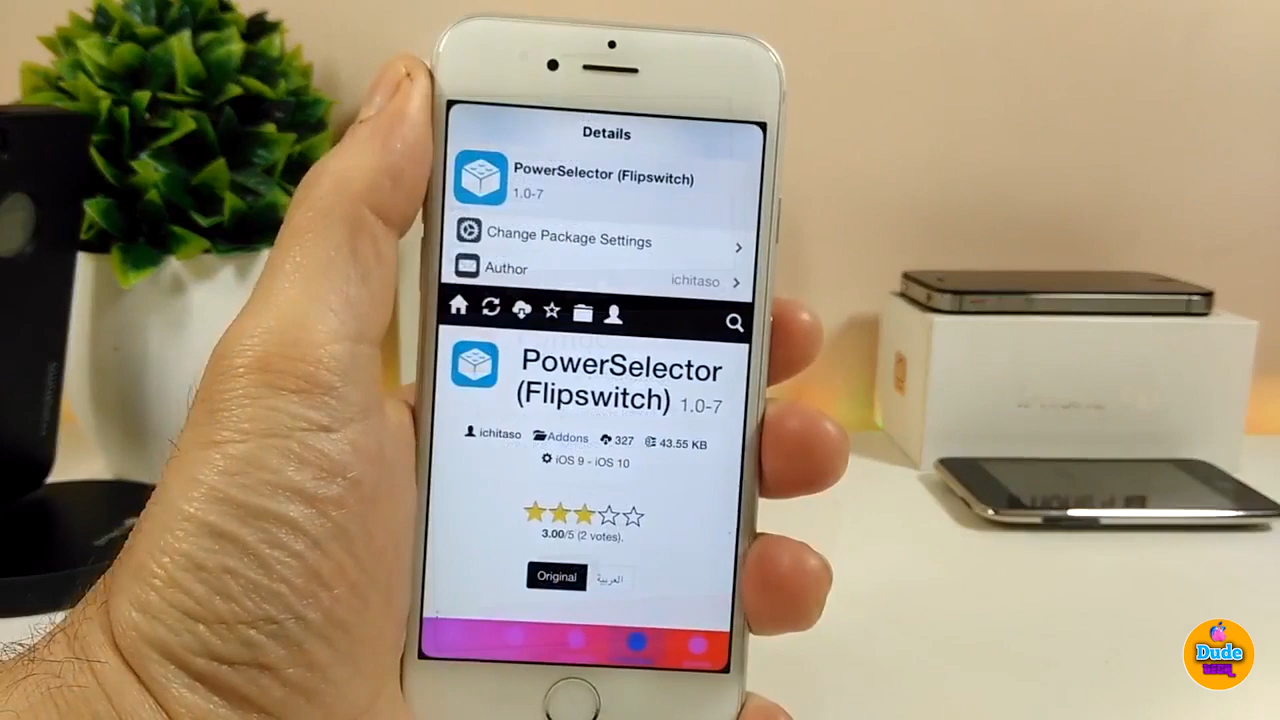 Details
PowerSelector (Flipswitch)
1.0-7
Change Package Settings
Author ichitaso
PowerSelector
(Flipswitch) 1.0-7
ichitaso Addons 327 43.55 KB
iOS 9 - iOS 10
3.00/5 (2 votes).
Original العربية
Dude
TECH